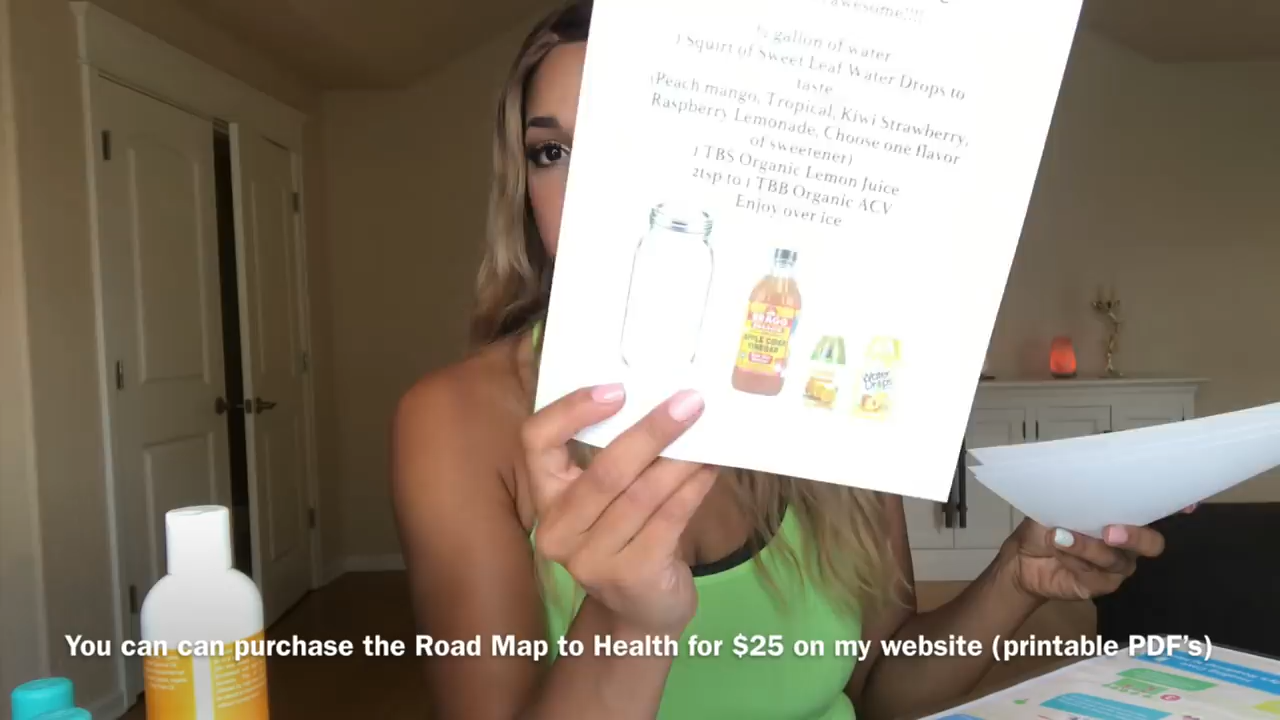 awesome!!!!
½ gallon of water
1 Squirt of Sweet Leaf Water Drops to
taste
(Peach mango, Tropical, Kiwi Strawberry,
Raspberry Lemonade, Choose one flavor
of sweetener)
1 TBS Organic Lemon Juice
2tsp to 1 TBB Organic ACV
Enjoy over ice
BRAGG
APPLE CIDER
VINEGAR
Water
Drops
You can can purchase the Road Map to Health for $25 on my website (printable PDF's)